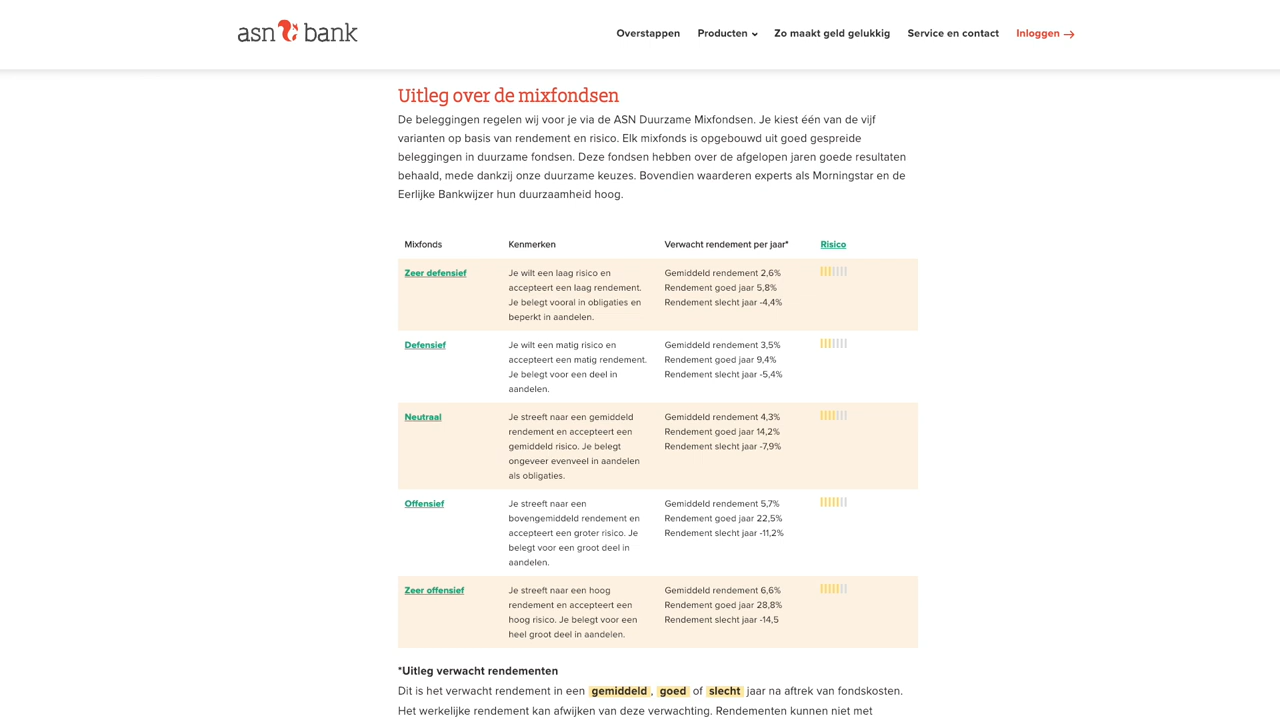 asn bank
Overstappen Producten Zo maakt geld gelukkig Service en contact Inloggen →
Uitleg over de mixfondsen
De beleggingen regelen wij voor je via de ASN Duurzame Mixfondsen. Je kiest één van de vijf
varianten op basis van rendement en risico. Elk mixfonds is opgebouwd uit goed gespreide
beleggingen in duurzame fondsen. Deze fondsen hebben over de afgelopen jaren goede resultaten
behaald, mede dankzij onze duurzame keuzes. Bovendien waarderen experts als Morningstar en de
Eerlijke Bankwijzer hun duurzaamheid hoog.
Mixfonds Kenmerken Verwacht rendement per jaar* Risico
Zeer defensief Je wilt een laag risico en Gemiddeld rendement 2,6%
accepteert een laag rendement. Rendement goed jaar 5,8%
Je belegt vooral in obligaties en Rendement slecht jaar -4,4%
beperkt in aandelen.
Defensief Je wilt een matig risico en Gemiddeld rendement 3,5%
accepteert een matig rendement. Rendement goed jaar 9,4%
Je belegt voor een deel in Rendement slecht jaar -5,4%
aandelen.
Neutraal Je streeft naar een gemiddeld Gemiddeld rendement 4,3%
rendement en accepteert een Rendement goed jaar 14,2%
gemiddeld risico. Je belegt Rendement slecht jaar -7,9%
ongeveer evenveel in aandelen
als obligaties.
Offensief Je streeft naar een Gemiddeld rendement 5,7%
bovengemiddeld rendement en Rendement goed jaar 22,5%
accepteert een groter risico. Je Rendement slecht jaar -11,2%
belegt voor een groot deel in
aandelen.
Zeer offensief Je streeft naar een hoog Gemiddeld rendement 6,6%
rendement en accepteert een Rendement goed jaar 28,8%
hoog risico. Je belegt voor een Rendement slecht jaar -14,5
heel groot deel in aandelen.
*Uitleg verwacht rendementen
Dit is het verwacht rendement in een gemiddeld, goed of slecht jaar na aftrek van fondskosten.
Het werkelijke rendement kan afwijken van deze verwachting. Rendementen kunnen niet met